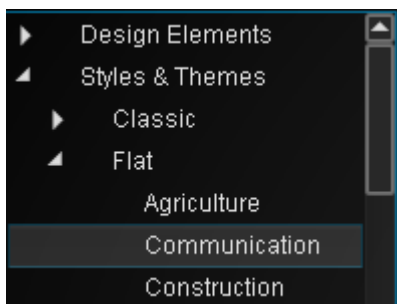 Design Elements
Styles & Themes
Classic
Flat
Agriculture
Communication
Construction